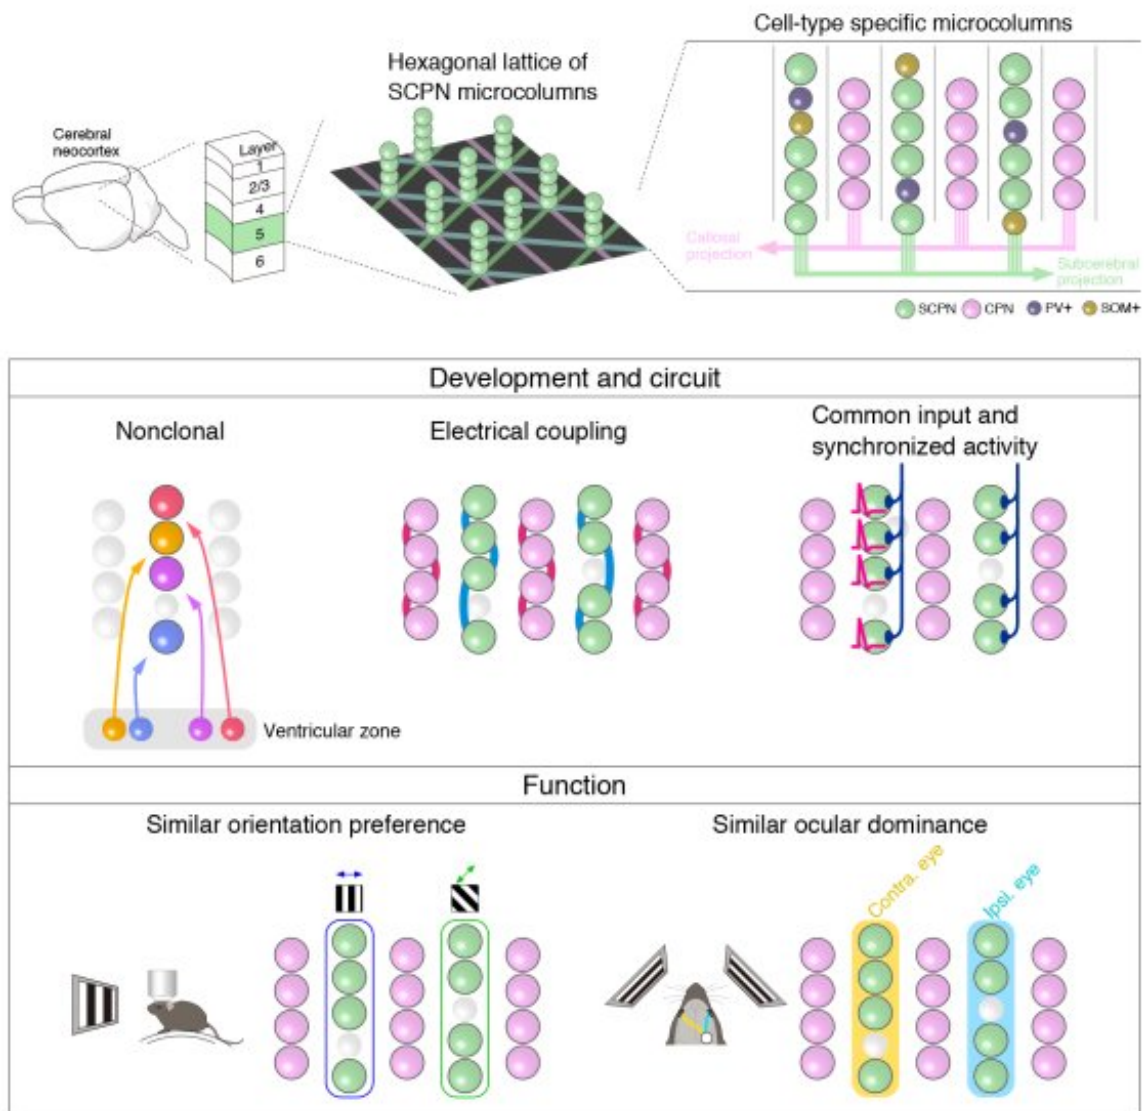 Cell-type specific microcolumns
Hexagonal lattice of
SCPN microcolumns
Cerebral
neocortex
Layer
1
2/3
4
5
6
Callosal
projection
Subcerebral
projection
SCPN CPN PV+ SOM+
Development and circuit
Nonclonal
Electrical coupling
Common input and
synchronized activity
Ventricular zone
Function
Similar orientation preference
Similar ocular dominance
Contra. eye
Ipsi. eye